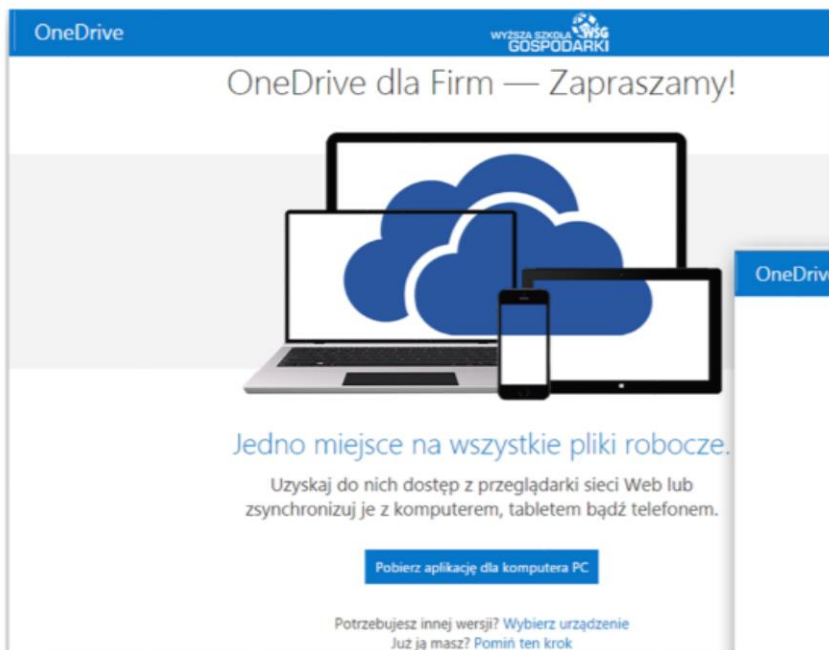 OneDrive
WYŻSZA SZKOŁA WSG
GOSPODARKI
OneDrive dla Firm — Zapraszamy!
OneDrive
Jedno miejsce na wszystkie pliki robocze.
Uzyskaj do nich dostęp z przeglądarki sieci Web lub
zsynchronizuj je z komputerem, tabletem bądź telefonem.
Pobierz aplikację dla komputera PC
Potrzebujesz innej wersji? Wybierz urządzenie
Już ją masz? Pomiń ten krok